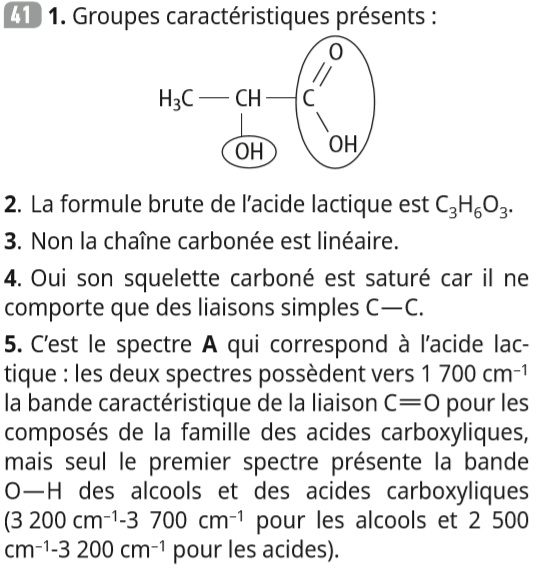 41 1. Groupes caractéristiques présents :
O
H₃C — CH — C
OH
OH
2. La formule brute de l’acide lactique est C₃H₆O₃.
3. Non la chaîne carbonée est linéaire.
4. Oui son squelette carboné est saturé car il ne
comporte que des liaisons simples C—C.
5. C’est le spectre A qui correspond à l’acide lac-
tique : les deux spectres possèdent vers 1 700 cm⁻¹
la bande caractéristique de la liaison C=O pour les
composés de la famille des acides carboxyliques,
mais seul le premier spectre présente la bande
O—H des alcools et des acides carboxyliques
(3 200 cm⁻¹-3 700 cm⁻¹ pour les alcools et 2 500
cm⁻¹-3 200 cm⁻¹ pour les acides).